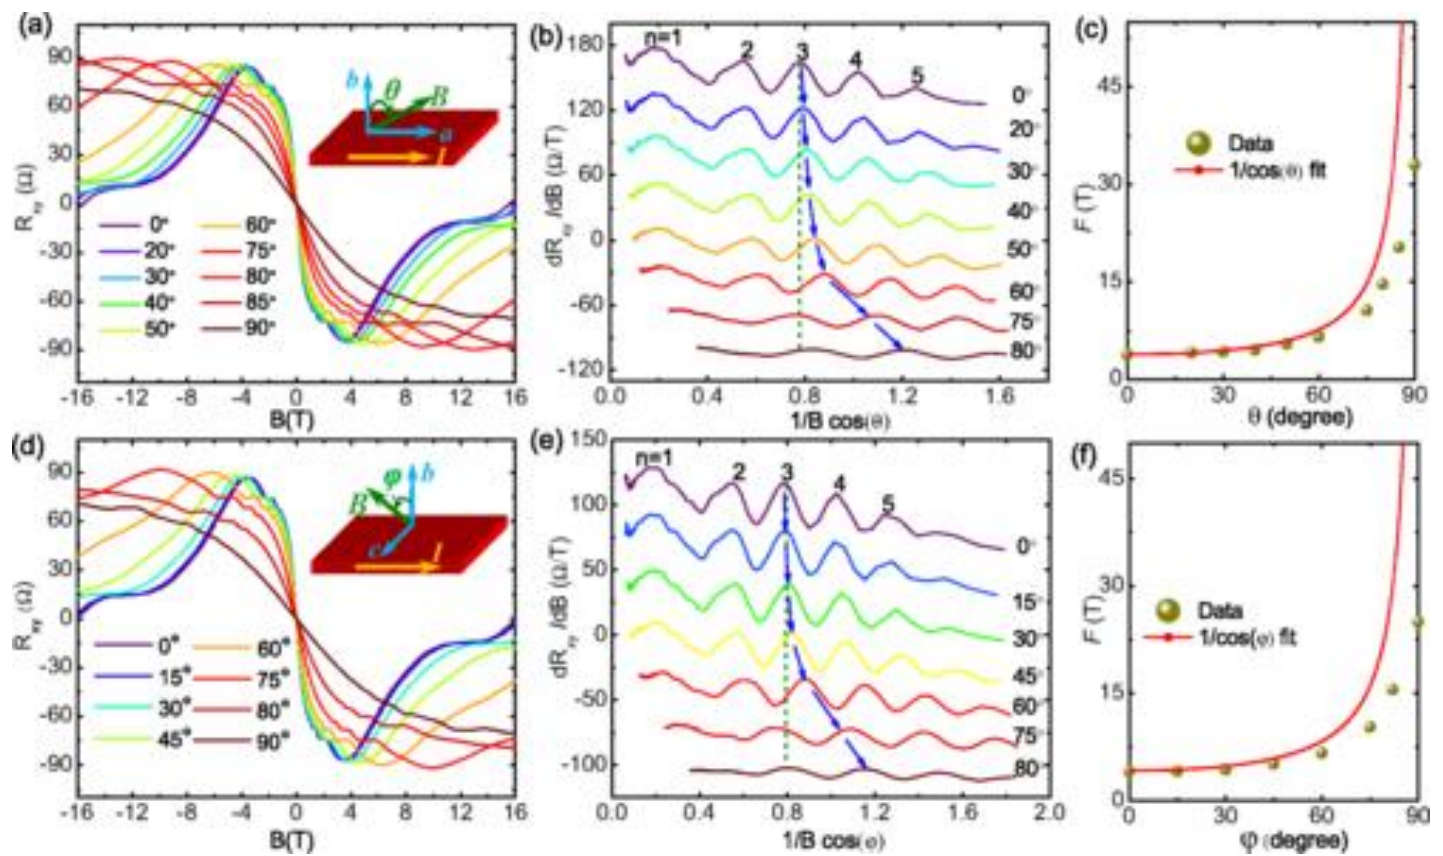 (a)
90
60
30
0
-30
-60
-90
R_xy (Ω)
b
θ
B
a
I
0°
20°
30°
40°
50°
60°
75°
80°
85°
90°
-16 -12 -8 -4 0 4 8 12 16
B(T)
(b)
180
120
60
0
-60
-120
dR_xy/dB (Ω/T)
n=1 2 3 4 5
0°
20°
30°
40°
50°
60°
75°
80°
0.0 0.4 0.8 1.2 1.6
1/B cos(θ)
(c)
45
30
15
0
F (T)
Data
1/cos(θ) fit
0 30 60 90
θ (degree)
(d)
90
60
30
0
-30
-60
-90
R_xy (Ω)
φ
b
B
c
I
0°
15°
30°
45°
60°
75°
80°
90°
-16 -12 -8 -4 0 4 8 12 16
B(T)
(e)
150
100
50
0
-50
-100
dR_xy/dB (Ω/T)
n=1 2 3 4 5
0°
15°
30°
45°
60°
75°
80°
0.0 0.4 0.8 1.2 1.6 2.0
1/B cos(φ)
(f)
45
30
15
0
F (T)
Data
1/cos(φ) fit
0 30 60 90
φ (degree)